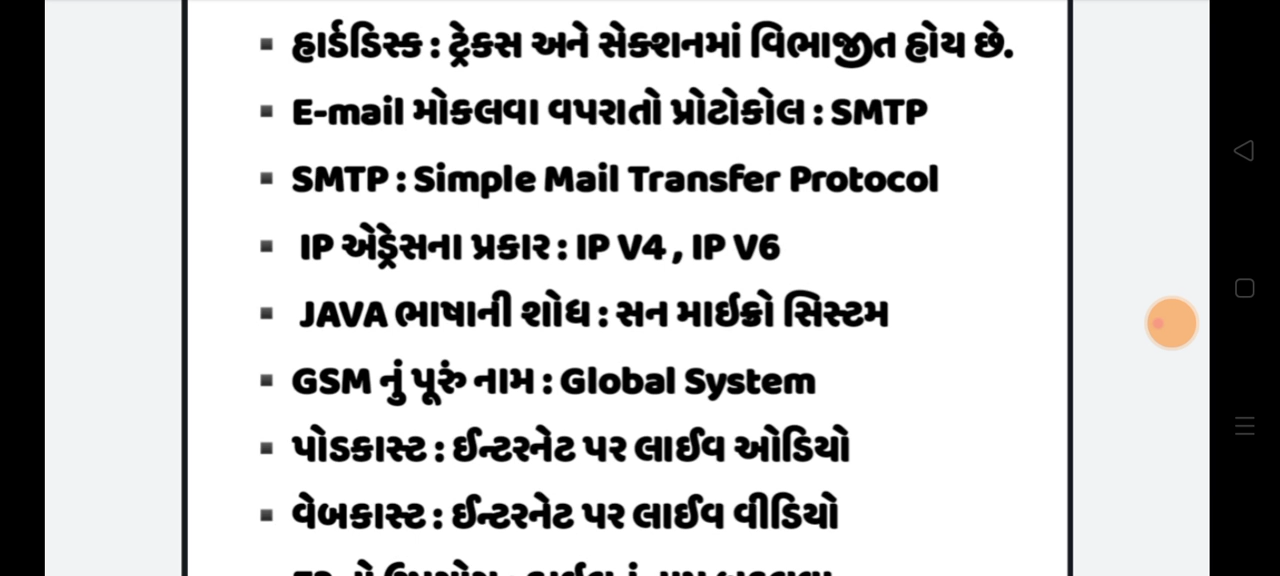 ▪ હાર્ડડિસ્ક : ટ્રેકસ અને સેક્શનમાં વિભાજીત હોય છે.
▪ E-mail મોકલવા વપરાતો પ્રોટોકોલ : SMTP
▪ SMTP : Simple Mail Transfer Protocol
▪ IP એડ્રેસના પ્રકાર : IP V4 , IP V6
▪ JAVA ભાષાની શોધ : સન માઈક્રો સિસ્ટમ
▪ GSM નું પૂરું નામ : Global System
▪ પોડકાસ્ટ : ઈન્ટરનેટ પર લાઈવ ઓડિયો
▪ વેબકાસ્ટ : ઈન્ટરનેટ પર લાઈવ વીડિયો